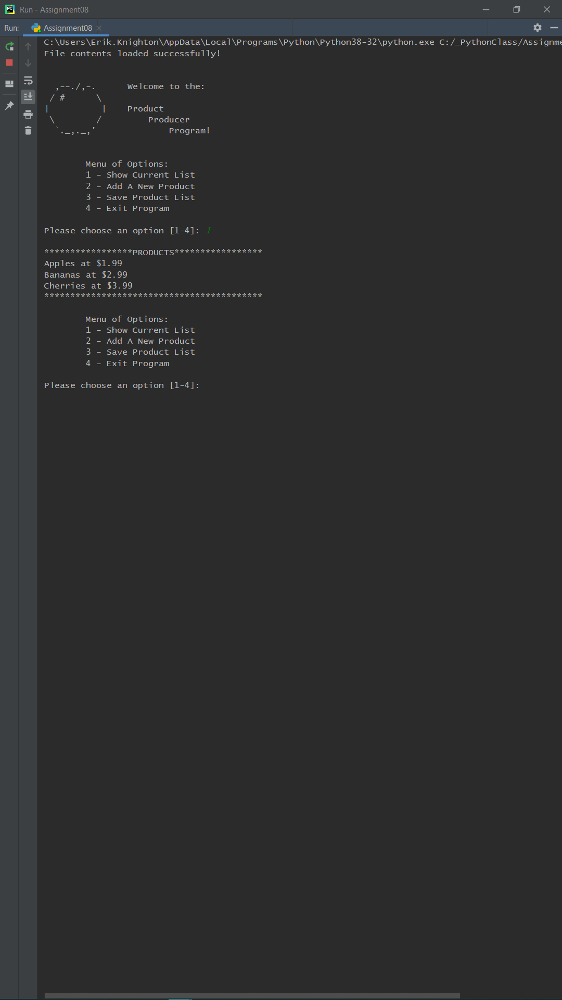 Run - Assignment08
Run: Assignment08
C:\Users\Erik.Knighton\AppData\Local\Programs\Python\Python38-32\python.exe C:/_PythonClass/Assignme
File contents loaded successfully!
  ,--./,-.      Welcome to the:
 / #      \
|          |    Product
 \        /         Producer
  `._,._,'              Program!
        Menu of Options:
        1 - Show Current List
        2 - Add A New Product
        3 - Save Product List
        4 - Exit Program
Please choose an option [1-4]: 1
*****************PRODUCTS*****************
Apples at $1.99
Bananas at $2.99
Cherries at $3.99
******************************************
        Menu of Options:
        1 - Show Current List
        2 - Add A New Product
        3 - Save Product List
        4 - Exit Program
Please choose an option [1-4]: